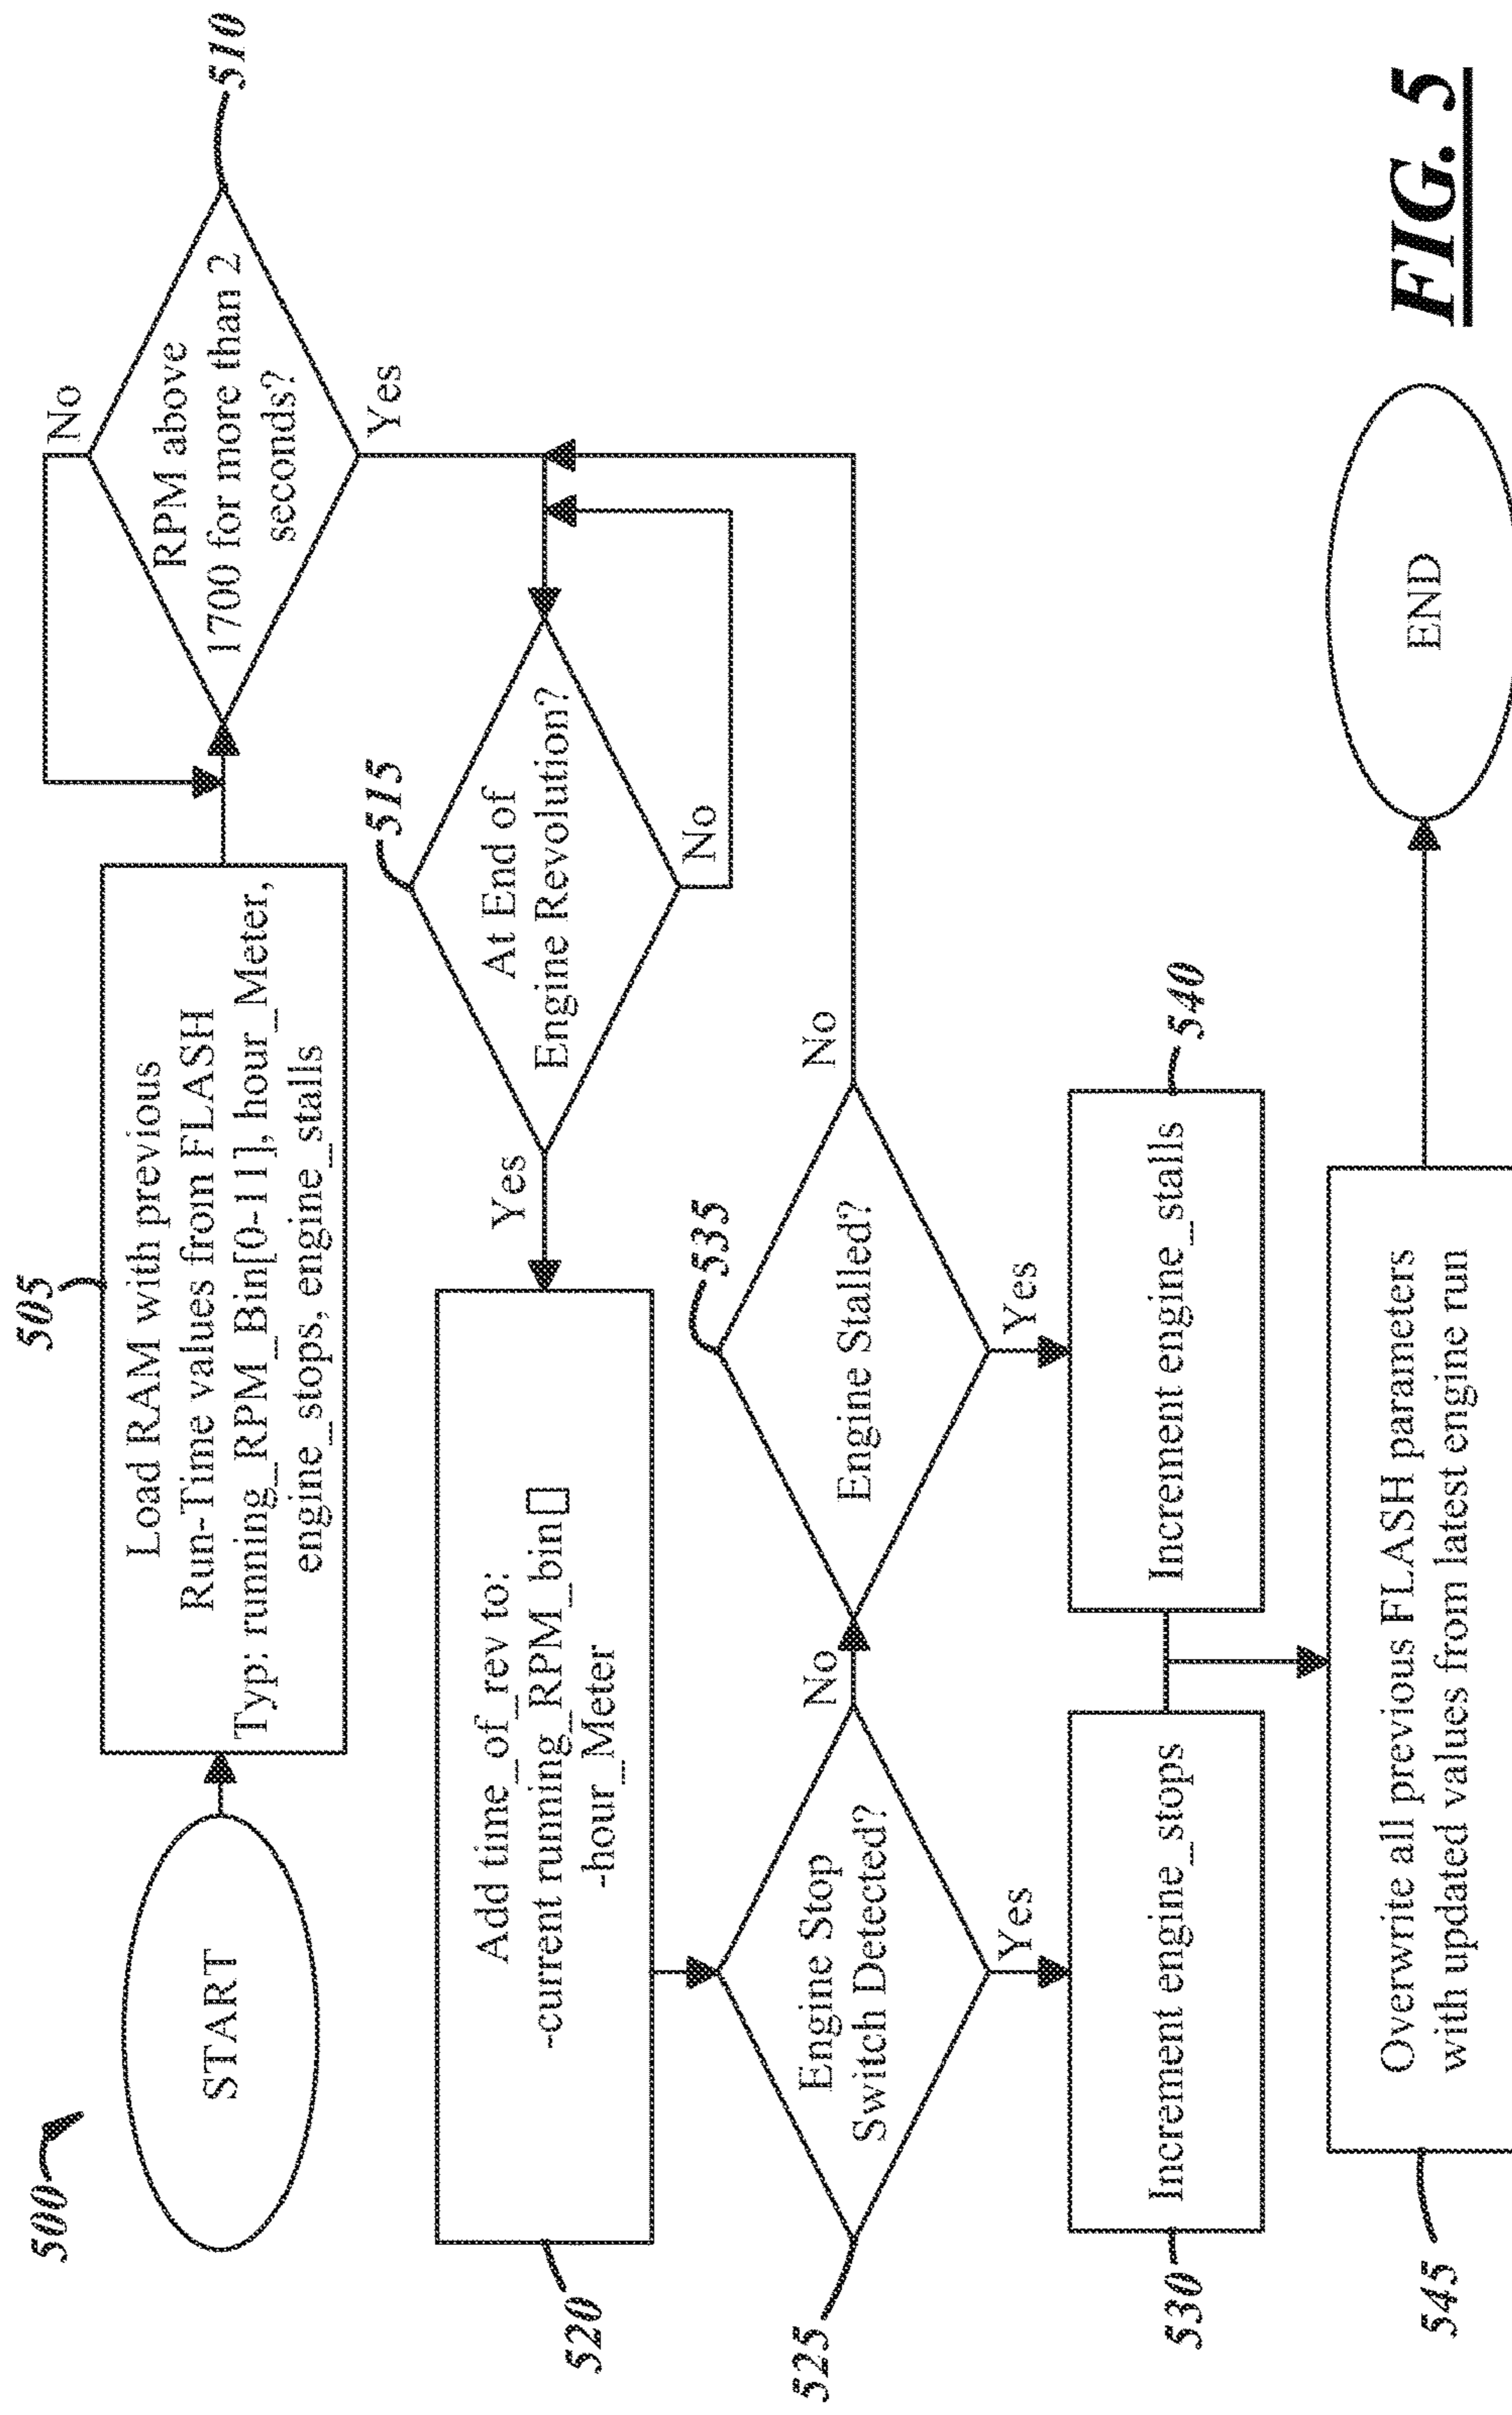 500
START
505
Load RAM with previous
Run-Time values from FLASH
Typ: running_RPM_Bin[0-11], hour_Meter,
engine_stops, engine_stalls
510
RPM above
1700 for more than 2
seconds?
No
Yes
515
At End of
Engine Revolution?
No
Yes
520
Add time_of_rev to:
-current running_RPM_bin[]
-hour_Meter
525
Engine Stop
Switch Detected?
No
Yes
535
Engine Stalled?
No
Yes
530
Increment engine_stops
540
Increment engine_stalls
545
Overwrite all previous FLASH parameters
with updated values from latest engine run
END
FIG. 5